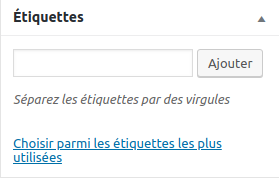 Étiquettes
Ajouter
Séparez les étiquettes par des virgules
Choisir parmi les étiquettes les plus
utilisées